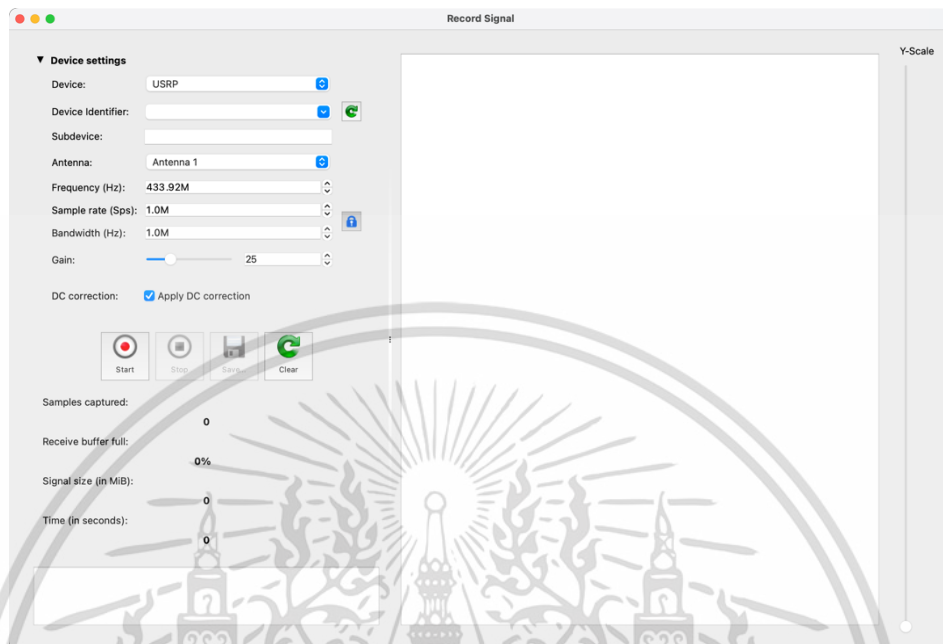 Record Signal
Y-Scale
▼ Device settings
Device: USRP
Device Identifier:
Subdevice:
Antenna: Antenna 1
Frequency (Hz): 433.92M
Sample rate (Sps): 1.0M
Bandwidth (Hz): 1.0M
Gain: 25
DC correction: Apply DC correction
Start Stop Save... Clear
Samples captured:
0
Receive buffer full:
0%
Signal size (in MiB):
0
Time (in seconds):
0